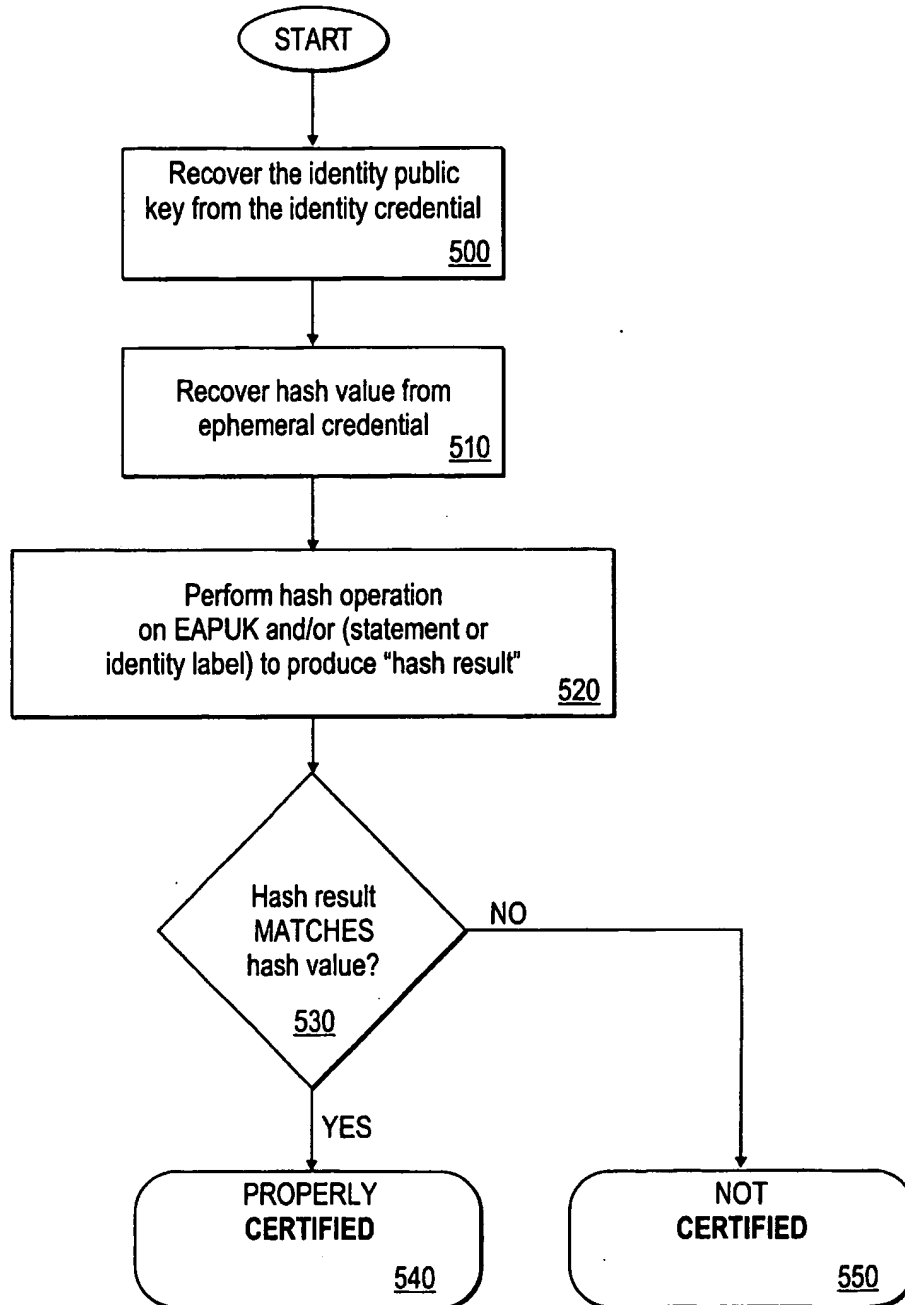 START
Recover the identity public
key from the identity credential
500
Recover hash value from
ephemeral credential
510
Perform hash operation
on EAPUK and/or (statement or
identity label) to produce “hash result”
520
Hash result
MATCHES
hash value?
530
NO
YES
PROPERLY
CERTIFIED
540
NOT
CERTIFIED
550